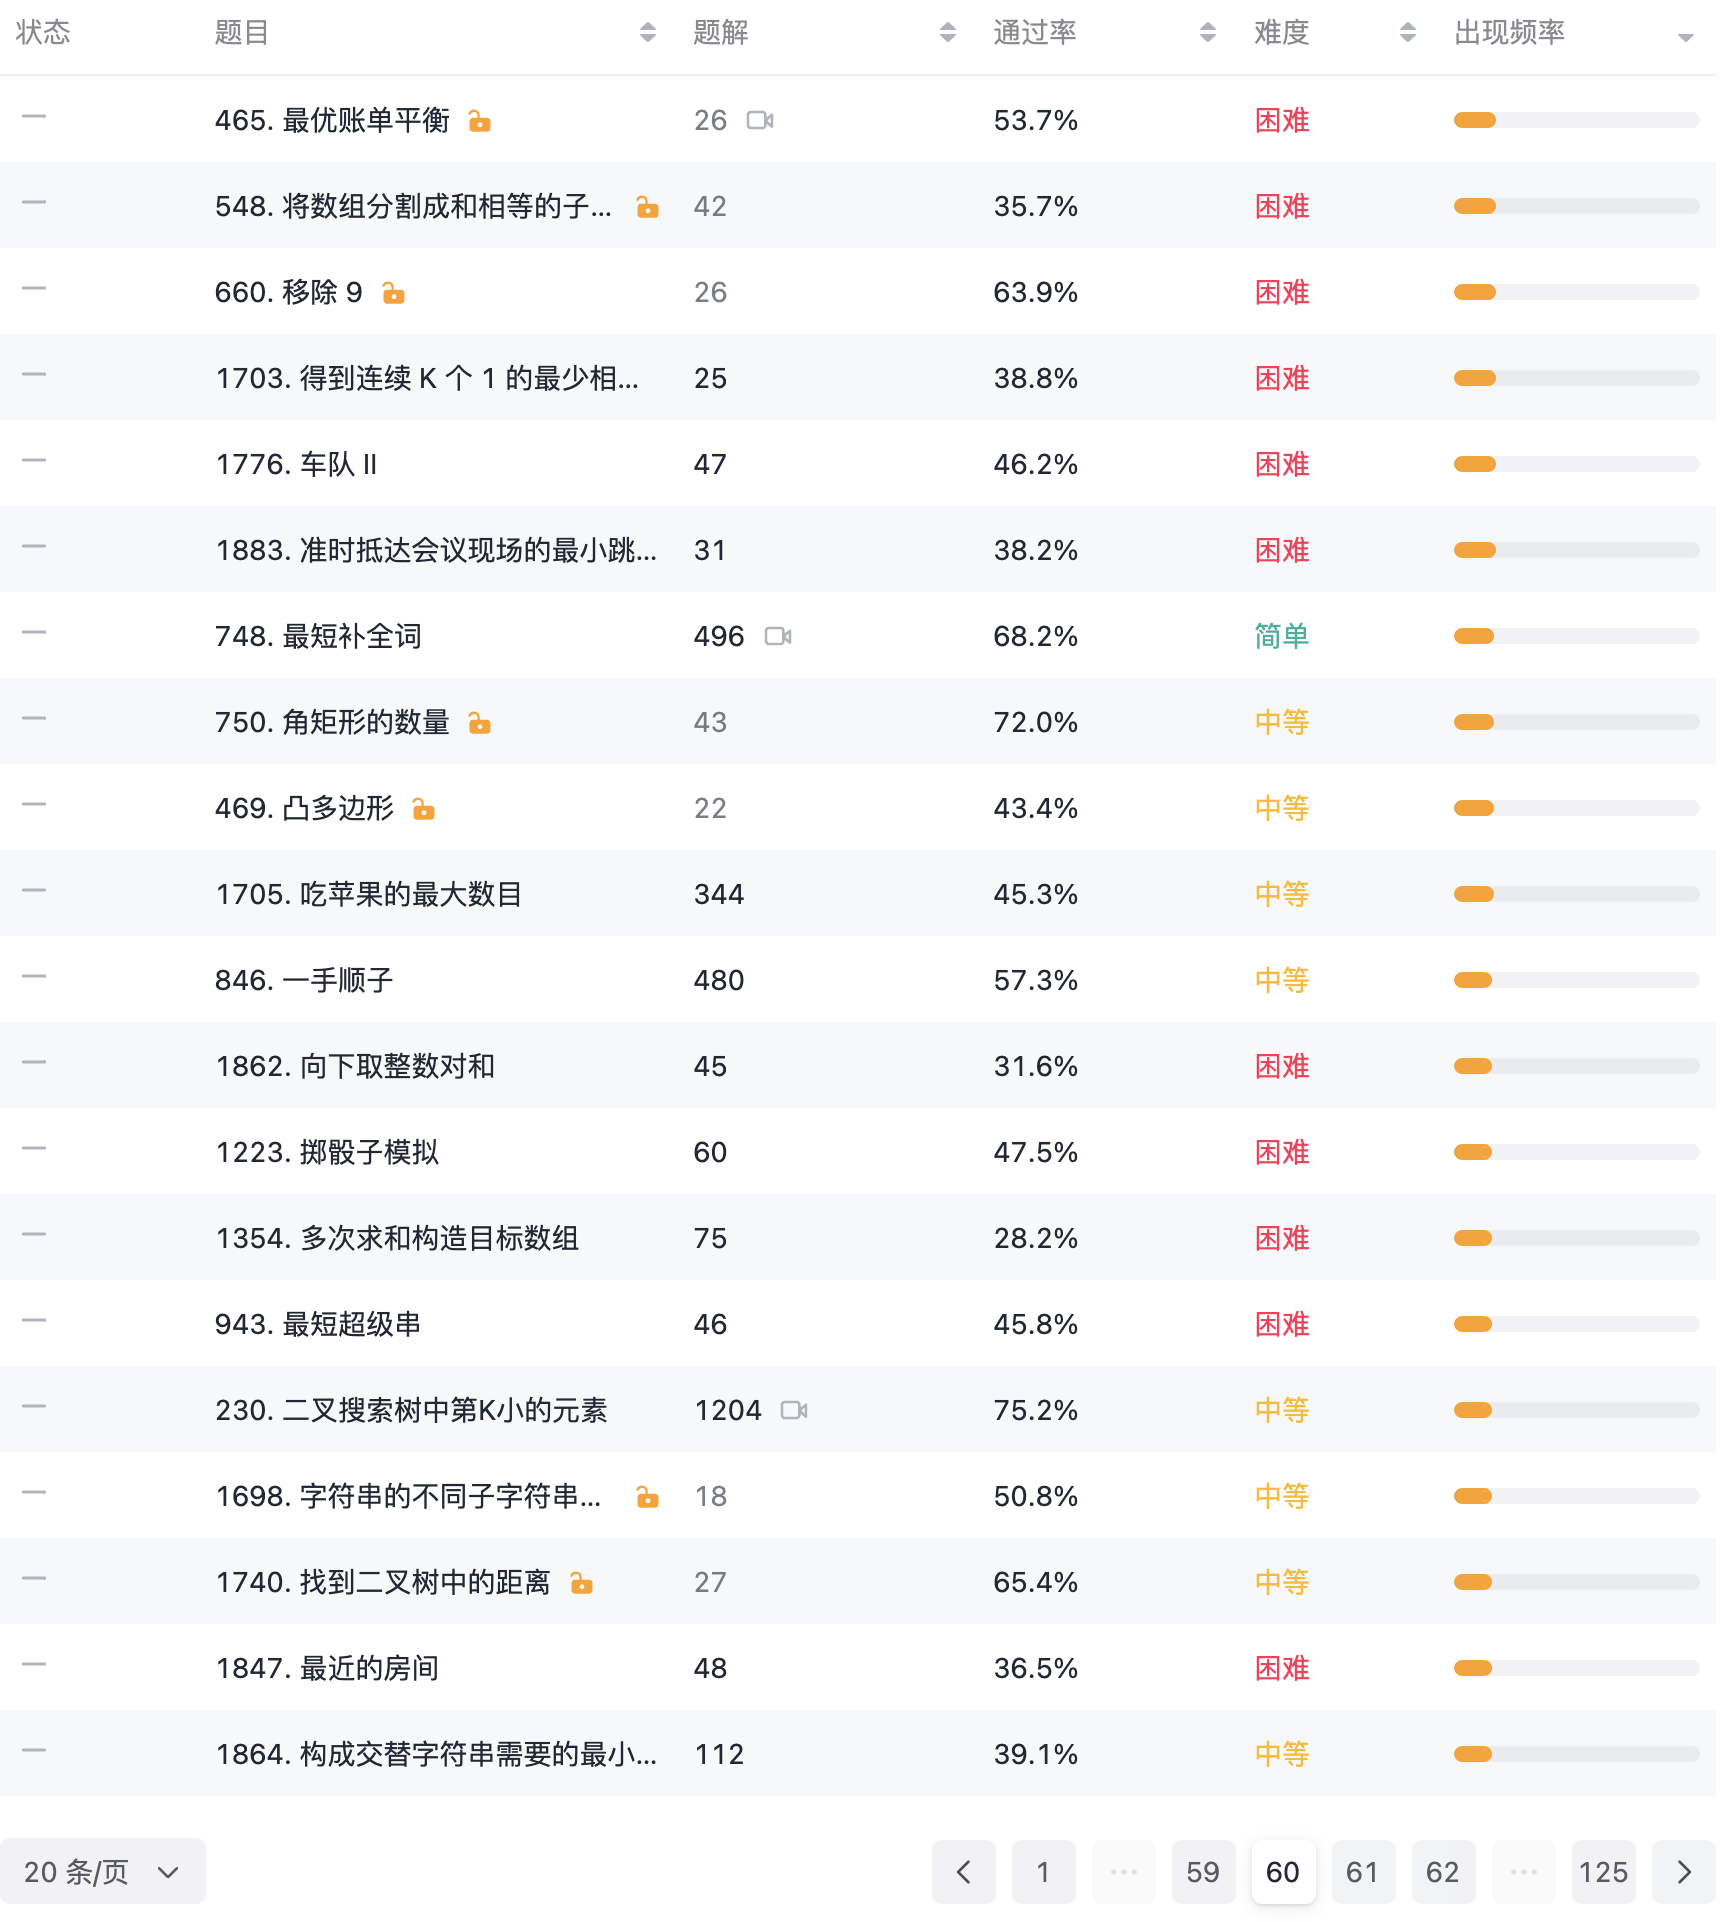 状态 题目 题解 通过率 难度 出现频率
465. 最优账单平衡 26 53.7% 困难
548. 将数组分割成和相等的子... 42 35.7% 困难
660. 移除 9 26 63.9% 困难
1703. 得到连续 K 个 1 的最少相... 25 38.8% 困难
1776. 车队 II 47 46.2% 困难
1883. 准时抵达会议现场的最小跳... 31 38.2% 困难
748. 最短补全词 496 68.2% 简单
750. 角矩形的数量 43 72.0% 中等
469. 凸多边形 22 43.4% 中等
1705. 吃苹果的最大数目 344 45.3% 中等
846. 一手顺子 480 57.3% 中等
1862. 向下取整数对和 45 31.6% 困难
1223. 掷骰子模拟 60 47.5% 困难
1354. 多次求和构造目标数组 75 28.2% 困难
943. 最短超级串 46 45.8% 困难
230. 二叉搜索树中第K小的元素 1204 75.2% 中等
1698. 字符串的不同子字符串... 18 50.8% 中等
1740. 找到二叉树中的距离 27 65.4% 中等
1847. 最近的房间 48 36.5% 困难
1864. 构成交替字符串需要的最小... 112 39.1% 中等
20 条/页 1 ... 59 60 61 62 ... 125